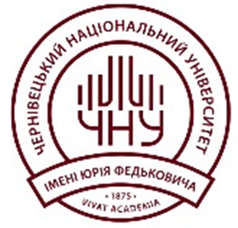 ЧЕРНІВЕЦЬКИЙ НАЦІОНАЛЬНИЙ УНІВЕРСИТЕТ
ЧНУ
ІМЕНІ ЮРІЯ ФЕДЬКОВИЧА
• 1875 •
VIVAT ACADEMIA